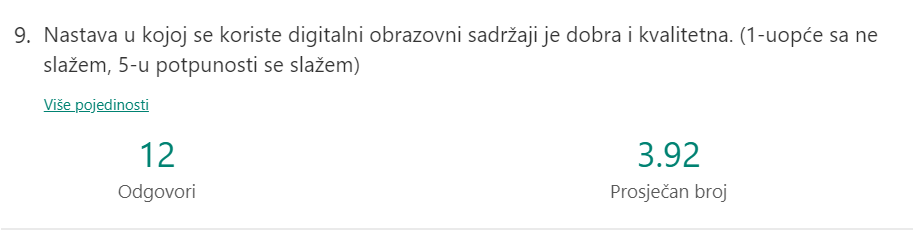 9. Nastava u kojoj se koriste digitalni obrazovni sadržaji je dobra i kvalitetna. (1-uopće sa ne
slažem, 5-u potpunosti se slažem)
Više pojedinosti
12
Odgovori
3.92
Prosječan broj